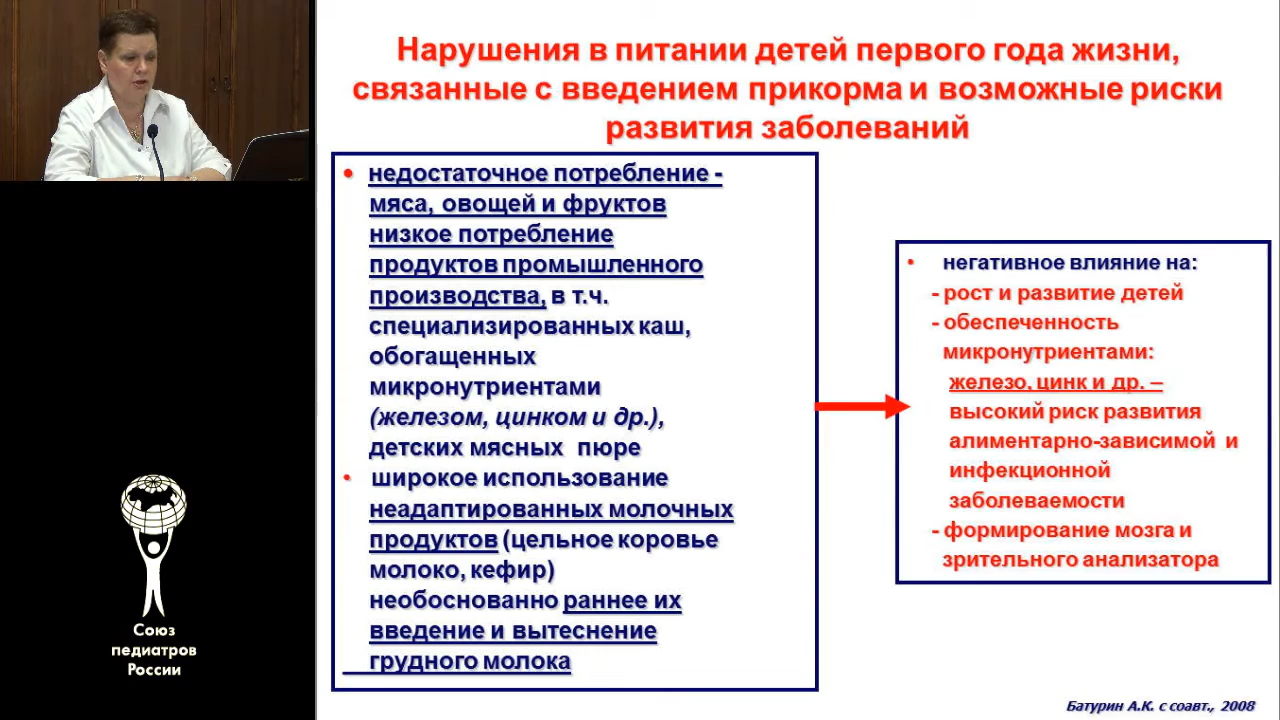 Нарушения в питании детей первого года жизни,
связанные с введением прикорма и возможные риски
развития заболеваний
• недостаточное потребление -
мяса, овощей и фруктов
низкое потребление
продуктов промышленного
производства, в т.ч.
специализированных каш,
обогащенных
микронутриентами
(железом, цинком и др.),
детских мясных пюре
• широкое использование
неадаптированных молочных
продуктов (цельное коровье
молоко, кефир)
необоснованно раннее их
введение и вытеснение
грудного молока
• негативное влияние на:
- рост и развитие детей
- обеспеченность
микронутриентами:
железо, цинк и др. –
высокий риск развития
алиментарно-зависимой и
инфекционной
заболеваемости
- формирование мозга и
зрительного анализатора
Батурин А.К. с соавт., 2008
Союз
педиатров
России